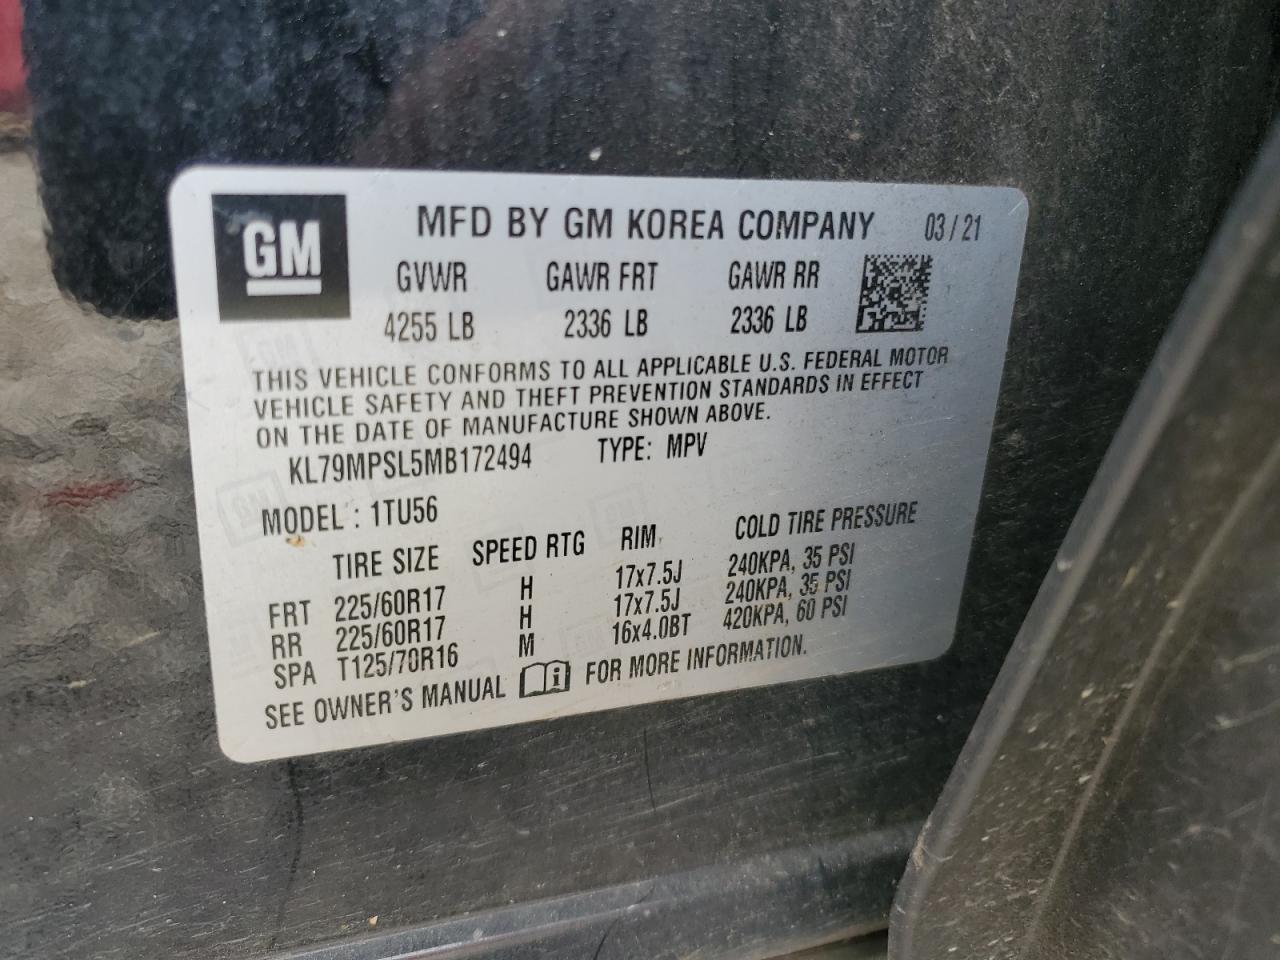 GM
MFD BY GM KOREA COMPANY 03/21
GVWR GAWR FRT GAWR RR
4255 LB 2336 LB 2336 LB
THIS VEHICLE CONFORMS TO ALL APPLICABLE U.S. FEDERAL MOTOR
VEHICLE SAFETY AND THEFT PREVENTION STANDARDS IN EFFECT
ON THE DATE OF MANUFACTURE SHOWN ABOVE.
KL79MPSL5MB172494 TYPE: MPV
MODEL : 1TU56
TIRE SIZE SPEED RTG RIM COLD TIRE PRESSURE
FRT 225/60R17 H 17x7.5J 240KPA, 35 PSI
RR 225/60R17 H 17x7.5J 240KPA, 35 PSI
SPA T125/70R16 M 16x4.0BT 420KPA, 60 PSI
SEE OWNER'S MANUAL i FOR MORE INFORMATION.